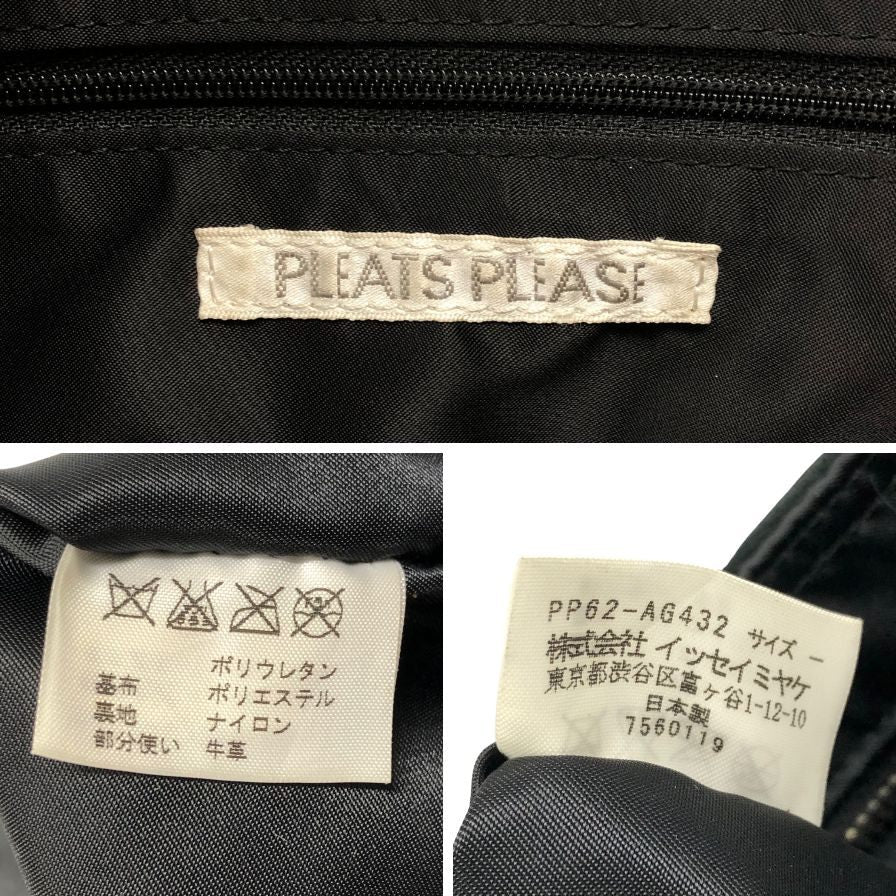 PLEATS PLEASE
ポリウレタン
基布 ポリエステル
裏地 ナイロン
部分使い 牛革
PP62-AG432 サイズ -
株式会社 イッセイミヤケ
東京都渋谷区富ヶ谷1-12-10
日本製
7560119